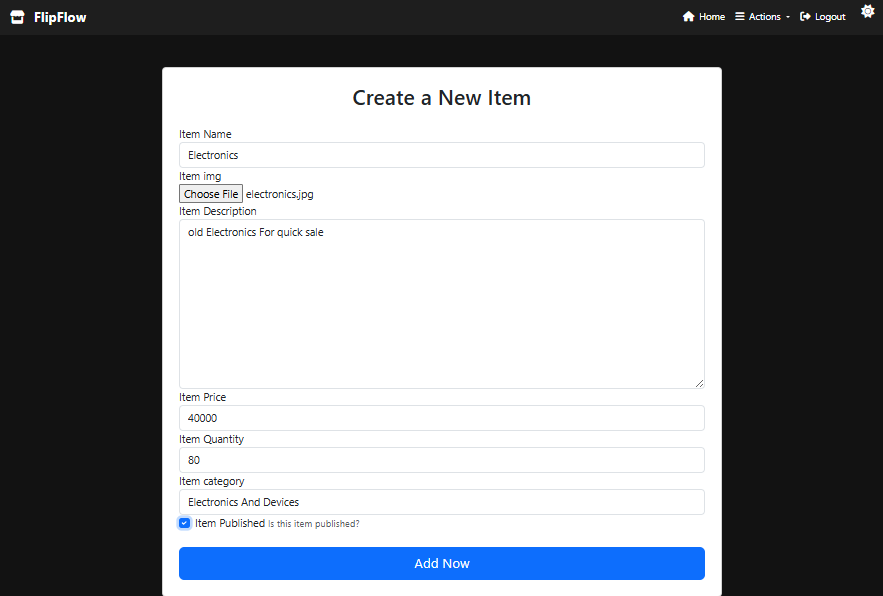 FlipFlow
Home Actions Logout
Create a New Item
Item Name
Electronics
Item img
Choose File electronics.jpg
Item Description
old Electronics For quick sale
Item Price
40000
Item Quantity
80
Item category
Electronics And Devices
Item Published Is this item published?
Add Now